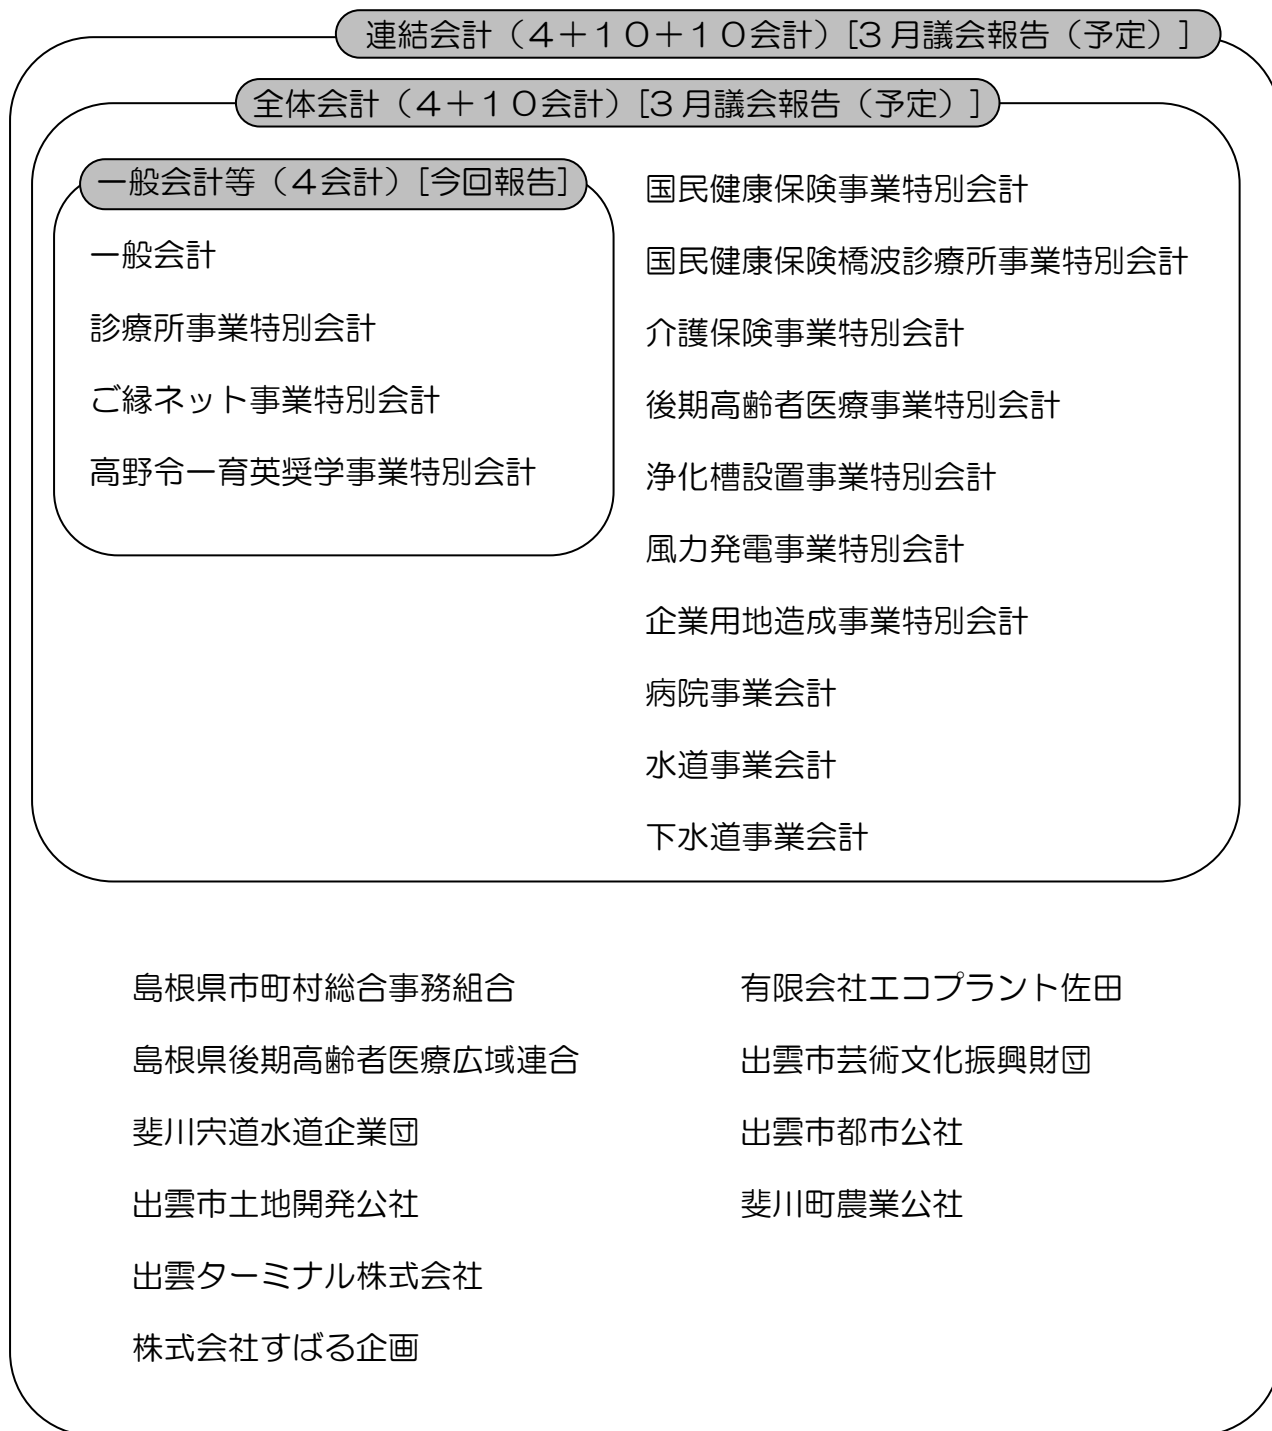 連結会計（４＋１０＋１０会計）[３月議会報告（予定）]
全体会計（４＋１０会計）[３月議会報告（予定）]
一般会計等（４会計）[今回報告]
一般会計
診療所事業特別会計
ご縁ネット事業特別会計
高野令一育英奨学事業特別会計
国民健康保険事業特別会計
国民健康保険橋波診療所事業特別会計
介護保険事業特別会計
後期高齢者医療事業特別会計
浄化槽設置事業特別会計
風力発電事業特別会計
企業用地造成事業特別会計
病院事業会計
水道事業会計
下水道事業会計
島根県市町村総合事務組合
島根県後期高齢者医療広域連合
斐川宍道水道企業団
出雲市土地開発公社
出雲ターミナル株式会社
株式会社すばる企画
有限会社エコプラント佐田
出雲市芸術文化振興財団
出雲市都市公社
斐川町農業公社